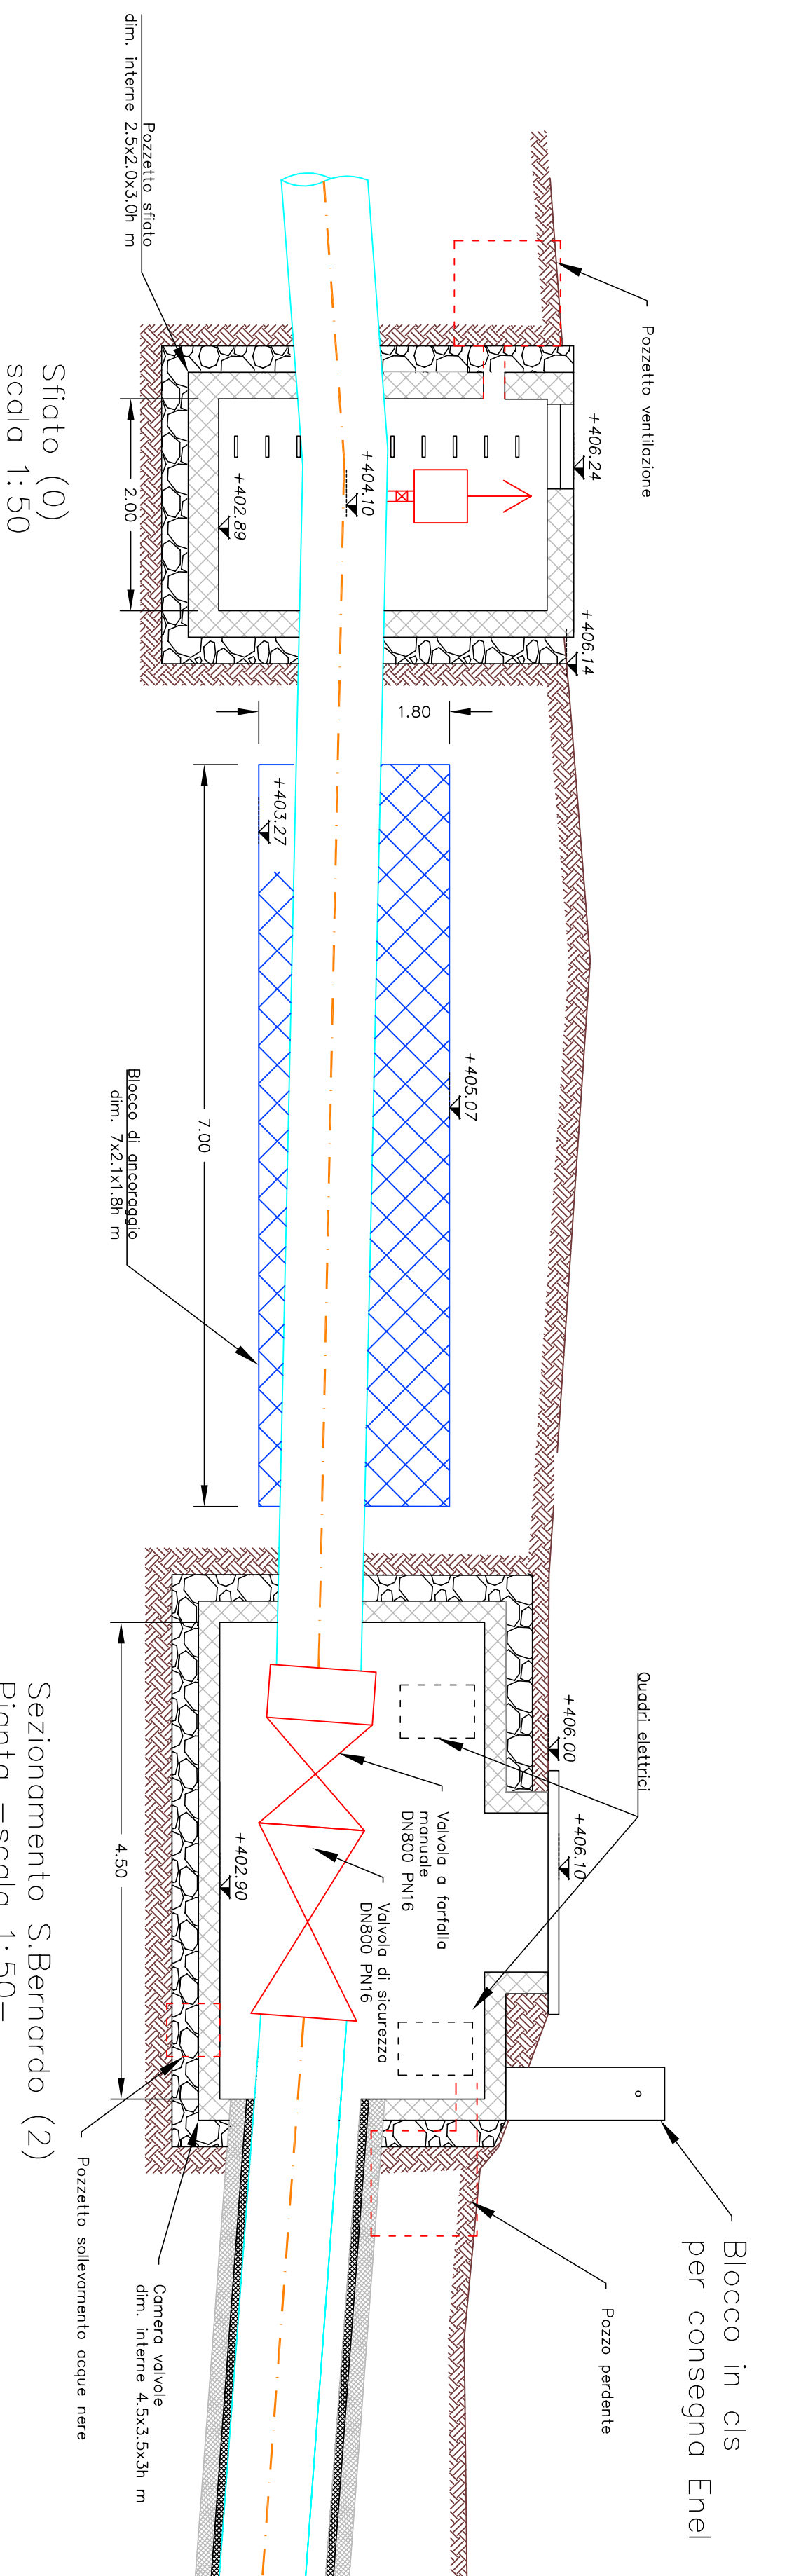 Pozzetto sfiato
dim. interne 2.5x2.0x3.0h m
Pozzetto ventilazione
+406.24
+404.10
+402.89
2.00
+406.14
Sfiato (0)
scala 1:50
1.80
+403.27
+405.07
7.00
Blocco di ancoraggio
dim. 7x2.1x1.8h m
Quadri elettrici
+406.00
+406.10
Valvola a farfalla
manuale
DN800 PN16
Valvola di sicurezza
DN800 PN16
+402.90
4.50
Sezionamento S.Bernardo (2)
Pianta -scala 1:50-
Blocco in cls
per consegna Enel
Pozzo perdente
Camera valvole
dim. interne 4.5x3.5x3h m
Pozzetto sollevamento acque nere